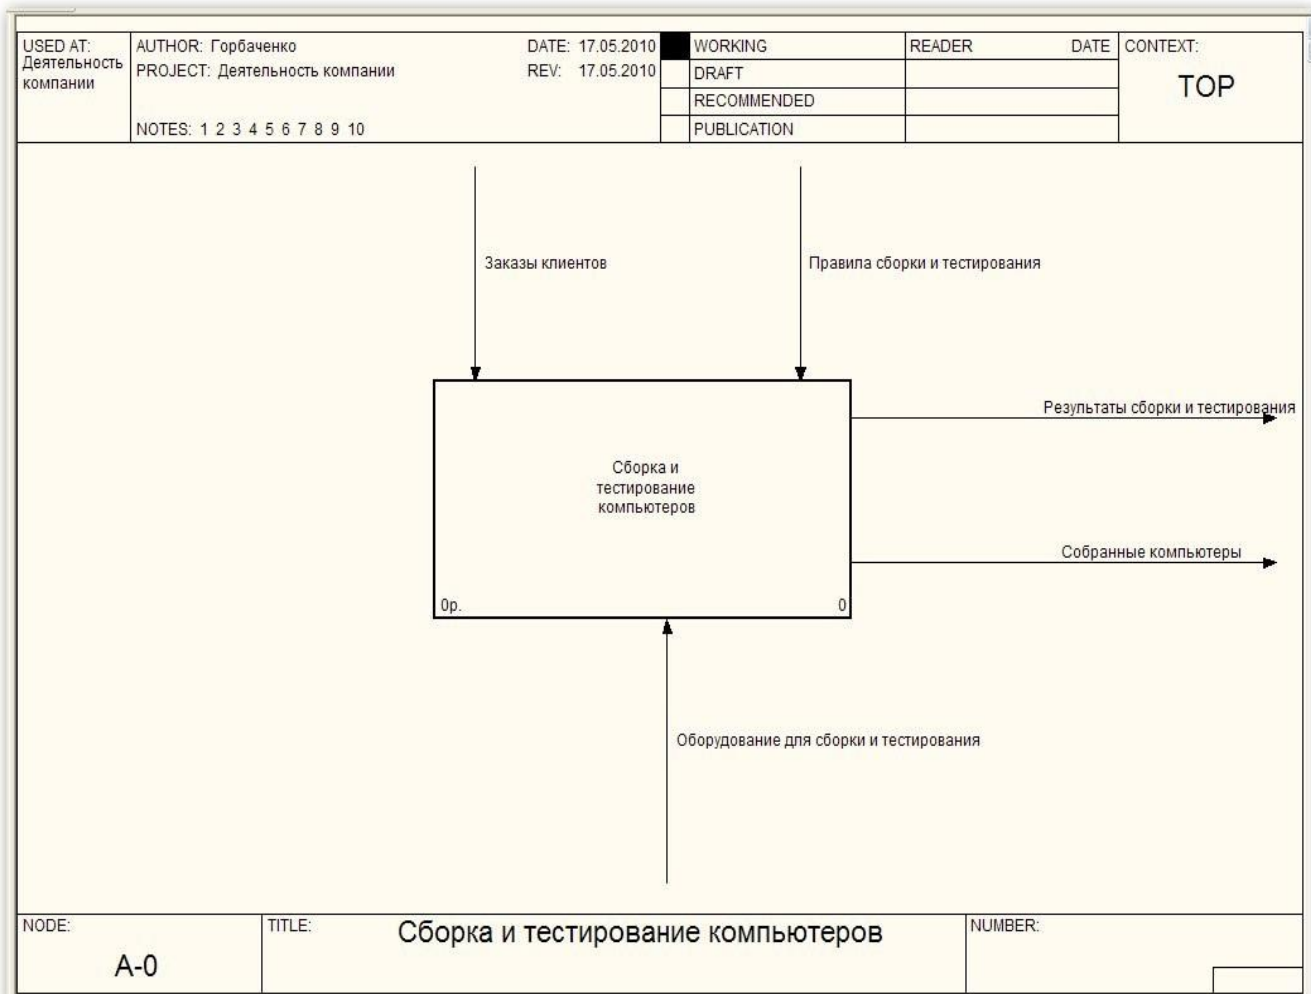 USED AT:
Деятельность
компании
AUTHOR: Горбаченко
DATE: 17.05.2010
PROJECT: Деятельность компании
REV: 17.05.2010
NOTES: 1 2 3 4 5 6 7 8 9 10
WORKING
DRAFT
RECOMMENDED
PUBLICATION
READER DATE
CONTEXT:
TOP
Заказы клиентов
Правила сборки и тестирования
Результаты сборки и тестирования
Сборка и
тестирование
компьютеров
Собранные компьютеры
0р. 0
Оборудование для сборки и тестирования
NODE:
A-0
TITLE:
Сборка и тестирование компьютеров
NUMBER: